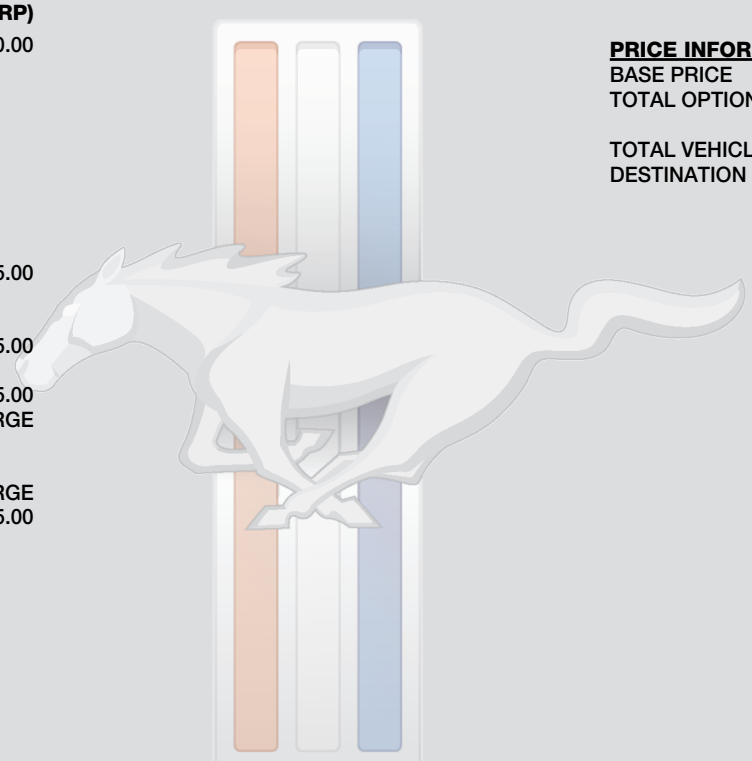 RP)
0.00
5.00
5.00
5.00
RGE
RGE
5.00
PRICE INFOR
BASE PRICE
TOTAL OPTION
TOTAL VEHICL
DESTINATION